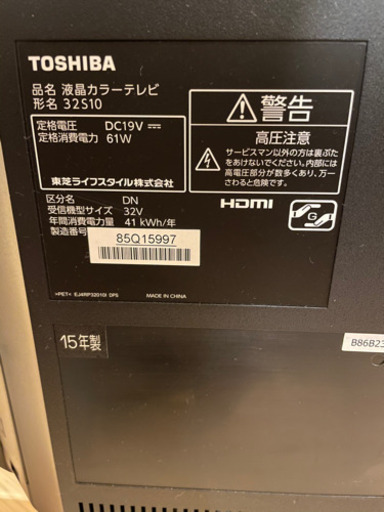 TOSHIBA
品名 液晶カラーテレビ
形名 32S10
定格電圧 DC19V ⎓
定格消費電力 61W
東芝ライフスタイル株式会社
区分名 DN
受信機型サイズ 32V
年間消費電力量 41 kWh/年
製造番号 85Q15997
>PET< EJ4RP32S10I DPS
MADE IN CHINA
警告
高圧注意
サービスマン以外の方は裏ぶた
をあけないでください。内部には
高電圧部分が数多くあり、万一
さわると危険です。
HDMI
G
15年製
B86B23